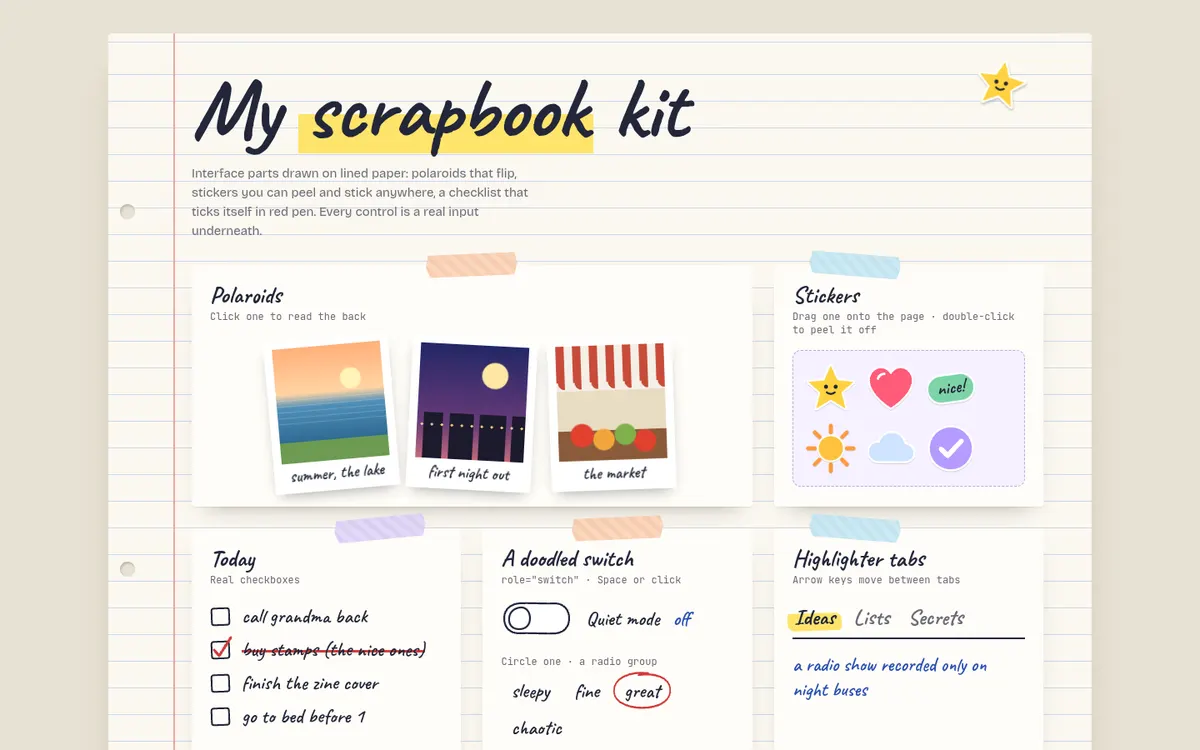 My scrapbook kit
Interface parts drawn on lined paper: polaroids that flip,
stickers you can peel and stick anywhere, a checklist that
ticks itself in red pen. Every control is a real input
underneath.
Polaroids
Click one to read the back
summer, the lake
first night out
the market
Stickers
Drag one onto the page · double-click
to peel it off
nice!
Today
Real checkboxes
call grandma back
buy stamps (the nice ones)
finish the zine cover
go to bed before 1
A doodled switch
role="switch" · Space or click
Quiet mode off
Circle one · a radio group
sleepy fine great
chaotic
Highlighter tabs
Arrow keys move between tabs
Ideas Lists Secrets
a radio show recorded only on
night buses